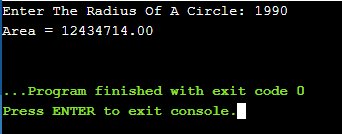 Enter The Radius Of A Circle: 1990
Area = 12434714.00
...Program finished with exit code 0
Press ENTER to exit console.